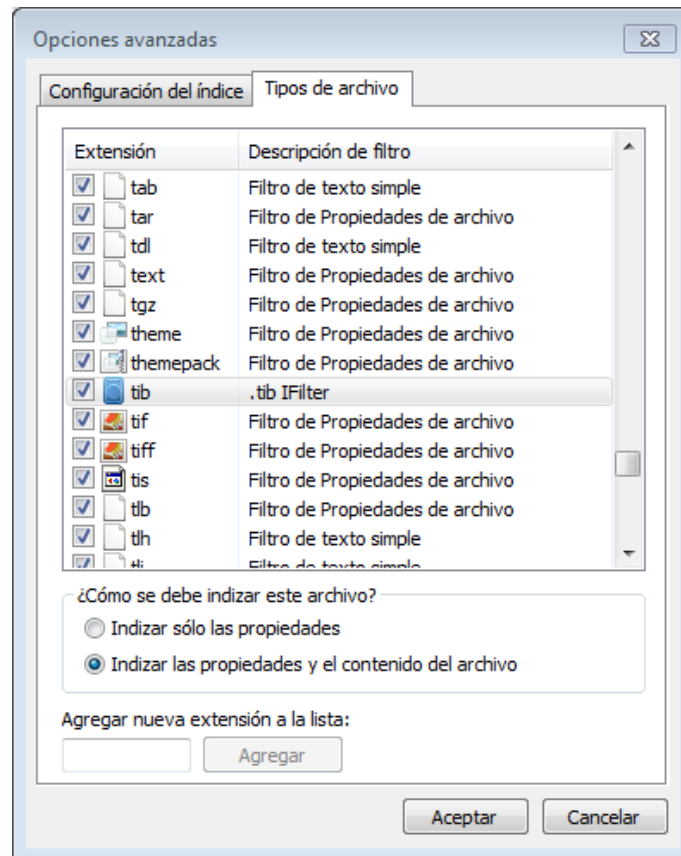 Opciones avanzadas
Configuración del índice Tipos de archivo
Extensión Descripción de filtro
tab Filtro de texto simple
tar Filtro de Propiedades de archivo
tdl Filtro de texto simple
text Filtro de Propiedades de archivo
tgz Filtro de Propiedades de archivo
theme Filtro de Propiedades de archivo
themepack Filtro de Propiedades de archivo
tib .tib IFilter
tif Filtro de Propiedades de archivo
tiff Filtro de Propiedades de archivo
tis Filtro de Propiedades de archivo
tlb Filtro de Propiedades de archivo
tlh Filtro de texto simple
tli Filtro de texto simple
¿Cómo se debe indizar este archivo?
Indizar sólo las propiedades
Indizar las propiedades y el contenido del archivo
Agregar nueva extensión a la lista:
Agregar
Aceptar Cancelar